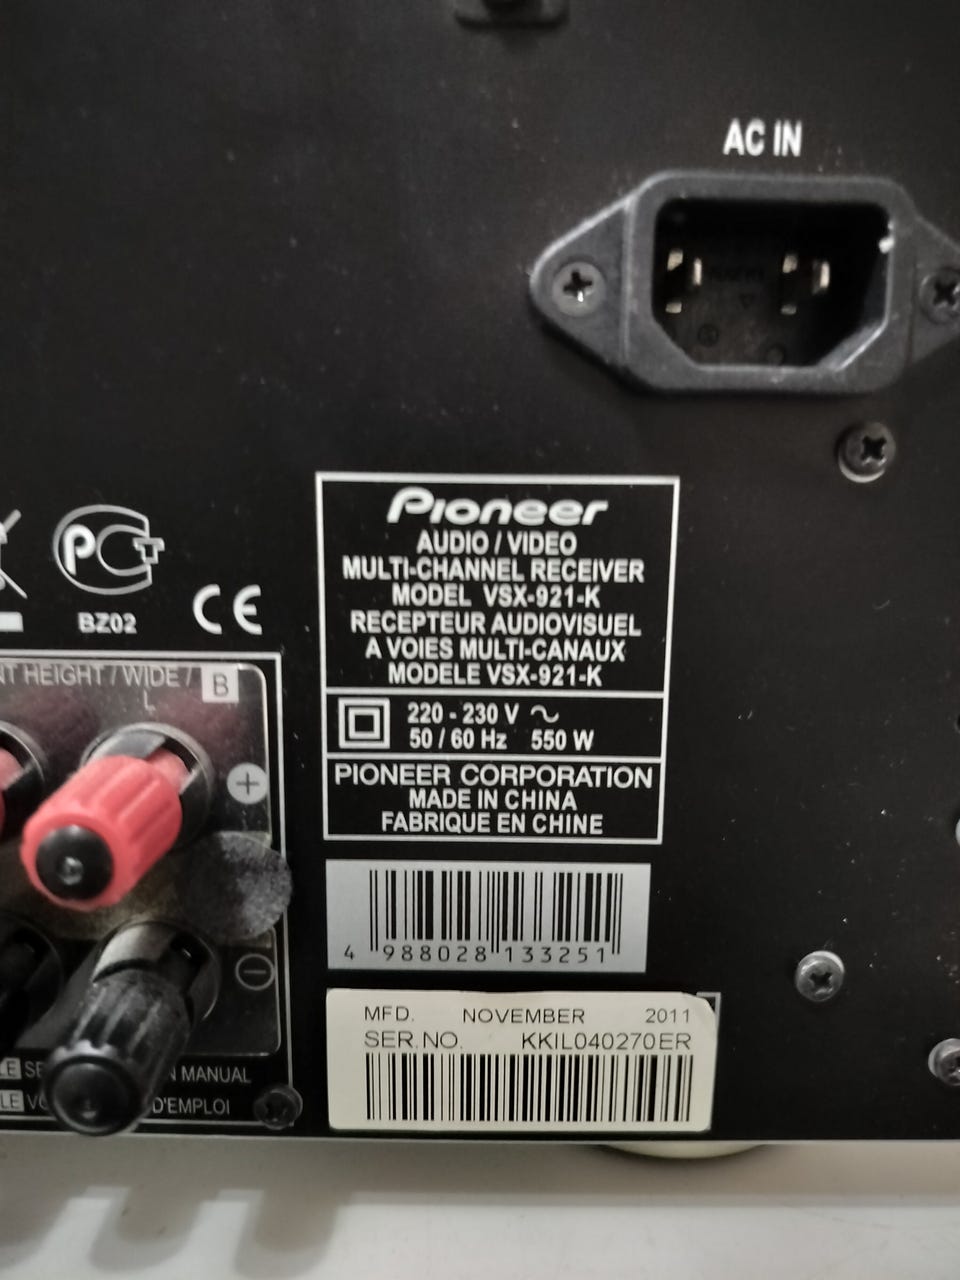 AC IN
Pioneer
AUDIO / VIDEO
MULTI-CHANNEL RECEIVER
MODEL VSX-921-K
RECEPTEUR AUDIOVISUEL
A VOIES MULTI-CANAUX
MODELE VSX-921-K
220 - 230 V ~
50 / 60 Hz 550 W
PIONEER CORPORATION
MADE IN CHINA
FABRIQUE EN CHINE
PCT
BZ02
CE
HEIGHT / WIDE / B
L
+
−
MANUAL
D'EMPLOI
4 988028 133251
MFD. NOVEMBER 2011
SER. NO. KKIL040270ER